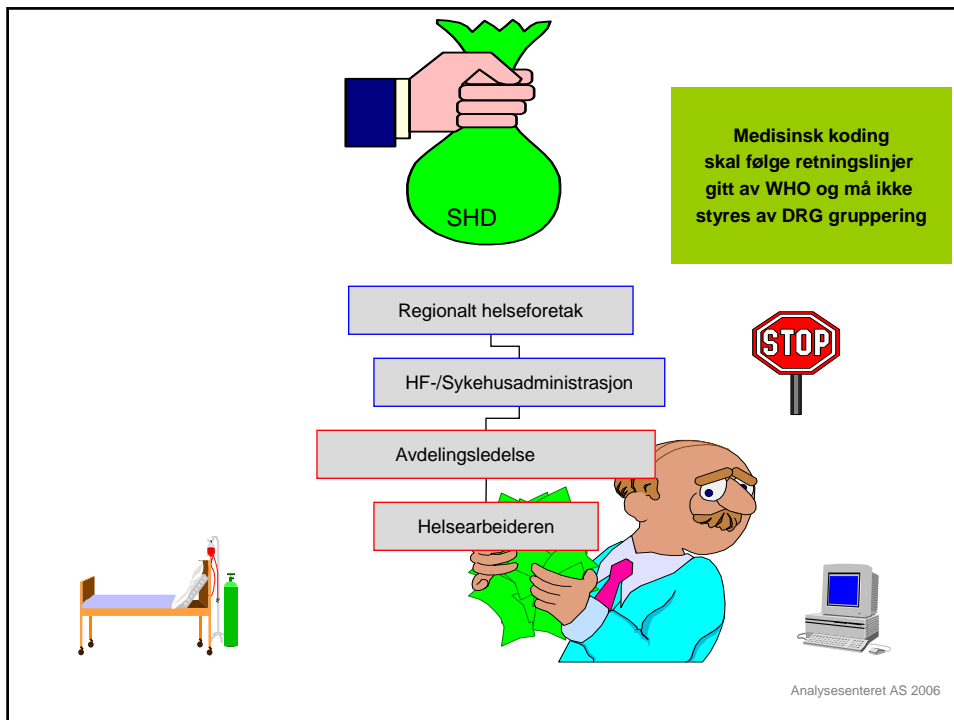 SHD
Medisinsk koding
skal følge retningslinjer
gitt av WHO og må ikke
styres av DRG gruppering
Regionalt helseforetak
STOP
HF-/Sykehusadministrasjon
Avdelingsledelse
Helsearbeideren
Analysesenteret AS 2006